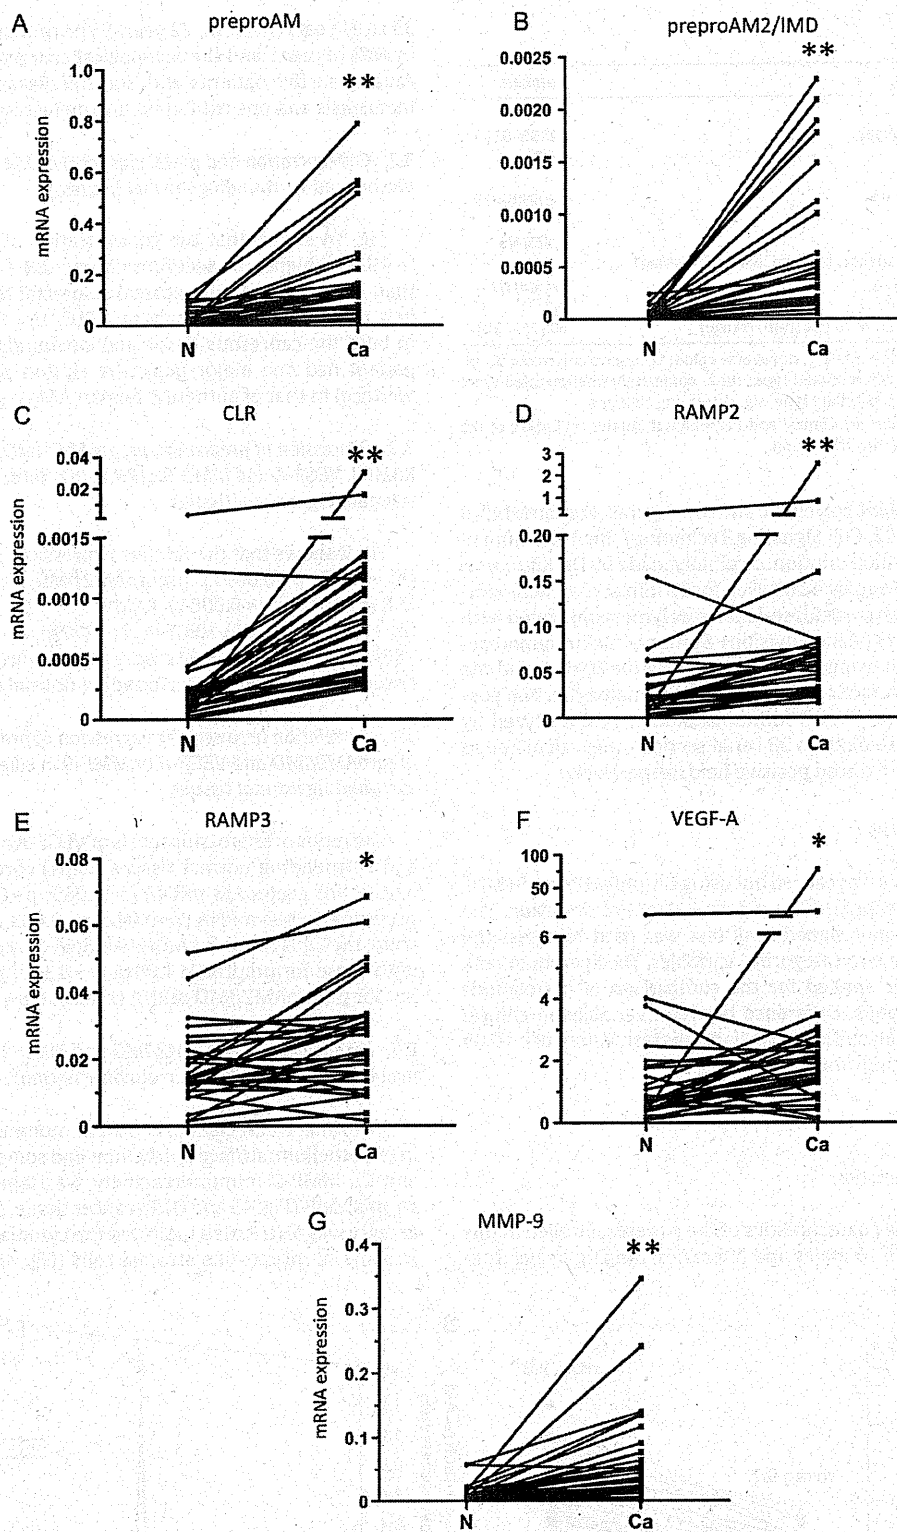 A
preproAM
mRNA expression
1.0
0.8
0.6
0.4
0.2
0
**
N
Ca
B
preproAM2/IMD
0.0025
0.0020
0.0015
0.0010
0.0005
0
**
N
Ca
C
CLR
mRNA expression
0.04
0.02
0.0015
0.0010
0.0005
0
**
N
Ca
D
RAMP2
3
2
1
0.20
0.15
0.10
0.05
0
**
N
Ca
E
RAMP3
mRNA expression
0.08
0.06
0.04
0.02
0
*
N
Ca
F
VEGF-A
100
50
6
4
2
0
*
N
Ca
G
MMP-9
mRNA expression
0.4
0.3
0.2
0.1
0
**
N
Ca